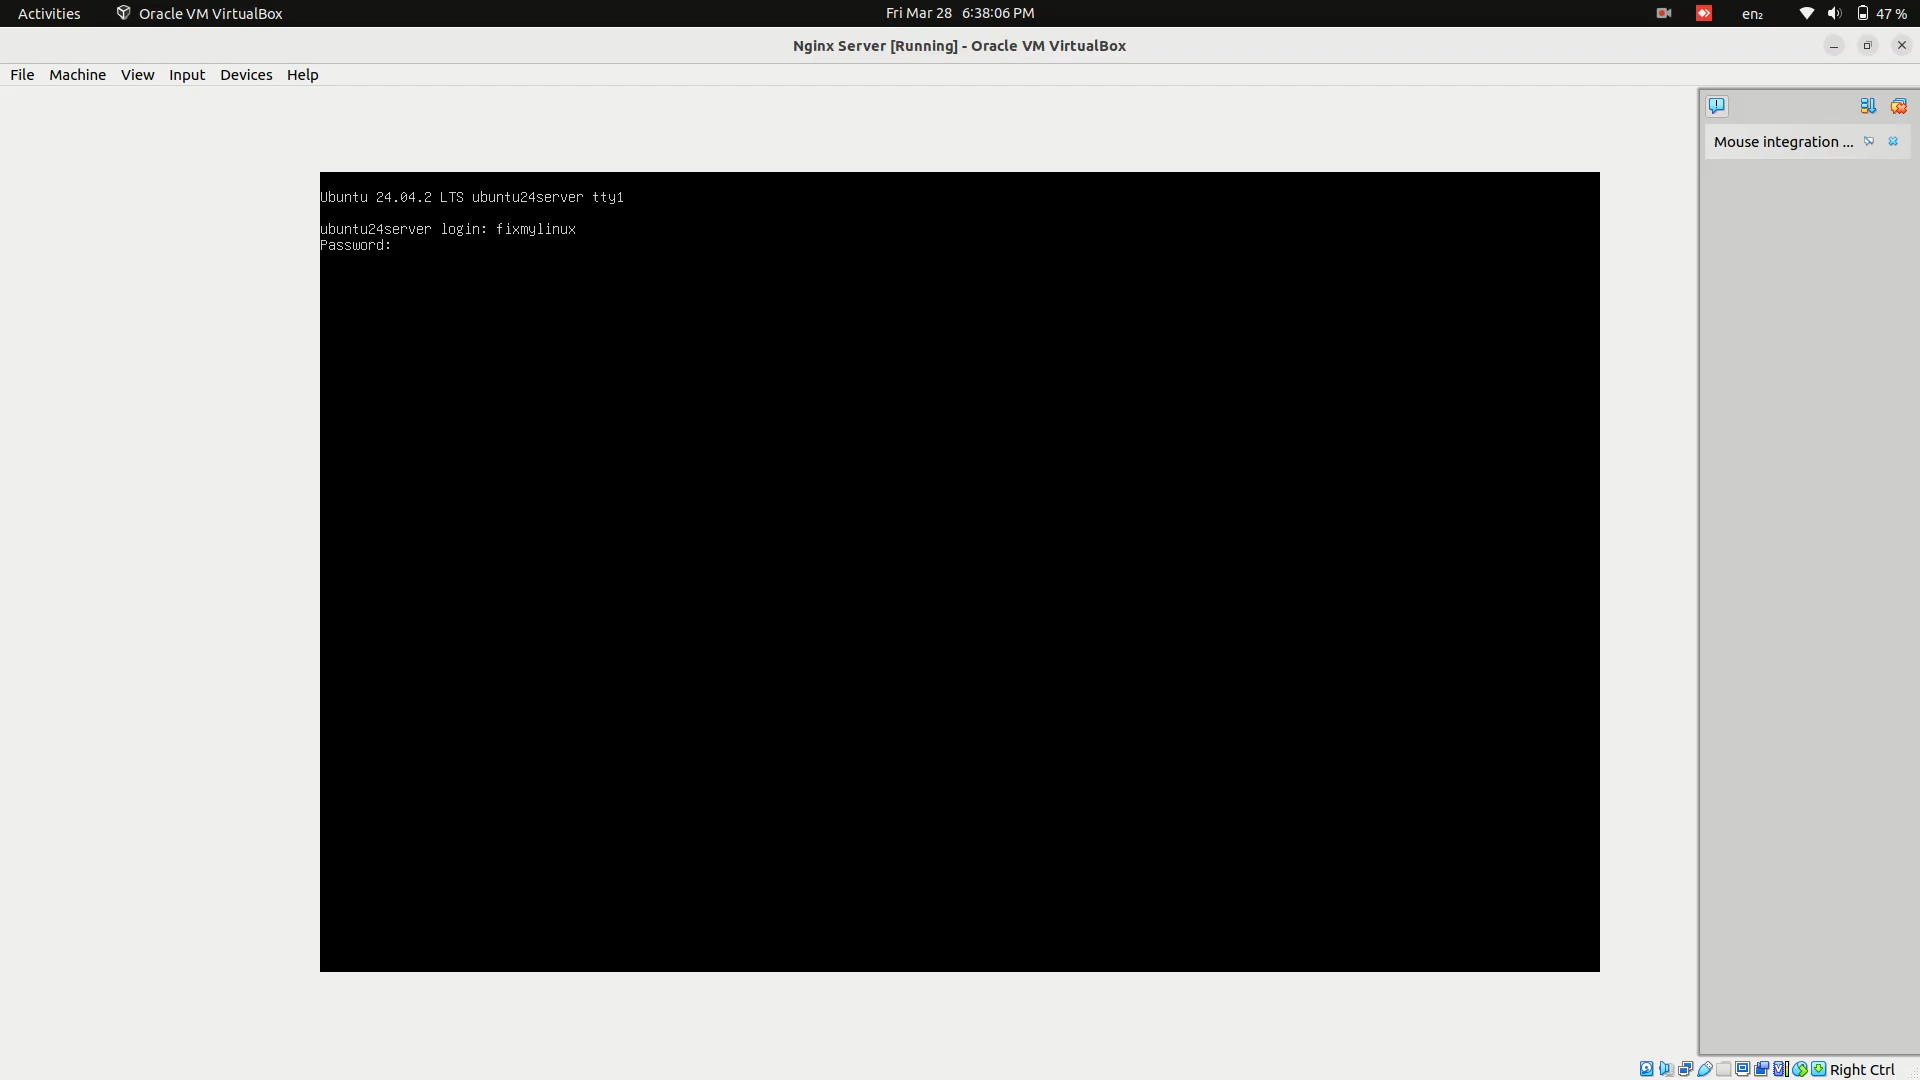 Activities Oracle VM VirtualBox Fri Mar 28 6:38:06 PM en₂ 47 %
Nginx Server [Running] - Oracle VM VirtualBox
File Machine View Input Devices Help
Mouse integration ...
Ubuntu 24.04.2 LTS ubuntu24server tty1
ubuntu24server login: fixmylinux
Password:
Right Ctrl